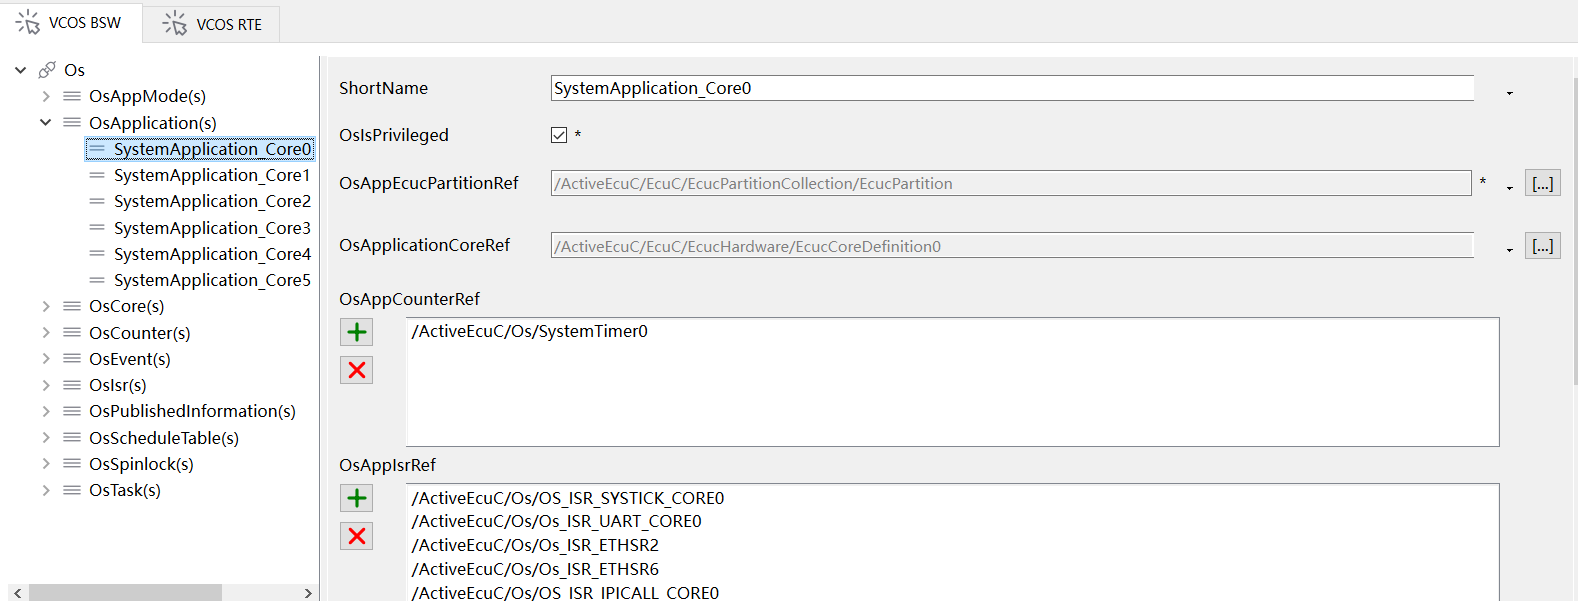 VCOS BSW
VCOS RTE
Os
OsAppMode(s)
OsApplication(s)
SystemApplication_Core0
SystemApplication_Core1
SystemApplication_Core2
SystemApplication_Core3
SystemApplication_Core4
SystemApplication_Core5
OsCore(s)
OsCounter(s)
OsEvent(s)
OsIsr(s)
OsPublishedInformation(s)
OsScheduleTable(s)
OsSpinlock(s)
OsTask(s)
ShortName
SystemApplication_Core0
OsIsPrivileged
*
OsAppEcucPartitionRef
/ActiveEcuC/EcuC/EcucPartitionCollection/EcucPartition
*
[...]
OsApplicationCoreRef
/ActiveEcuC/EcuC/EcucHardware/EcucCoreDefinition0
[...]
OsAppCounterRef
/ActiveEcuC/Os/SystemTimer0
OsAppIsrRef
/ActiveEcuC/Os/OS_ISR_SYSTICK_CORE0
/ActiveEcuC/Os/Os_ISR_UART_CORE0
/ActiveEcuC/Os/Os_ISR_ETHSR2
/ActiveEcuC/Os/Os_ISR_ETHSR6
/ActiveEcuC/Os/OS_ISR_IPICALL_CORE0